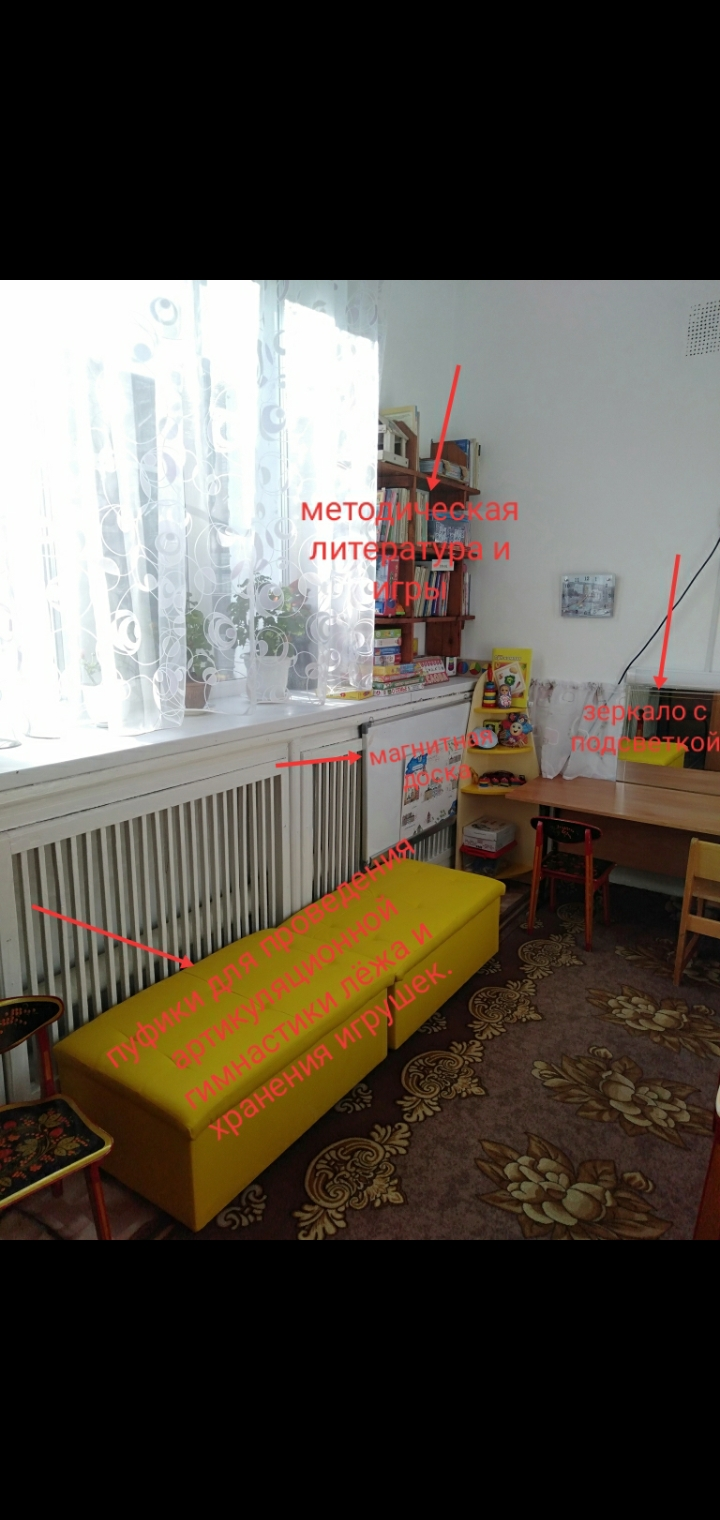 методическая
литература и
игры
зеркало с
подсветкой
магнитная
доска
пуфики для проведения
артикуляционной
гимнастики лёжа и
хранения игрушек.